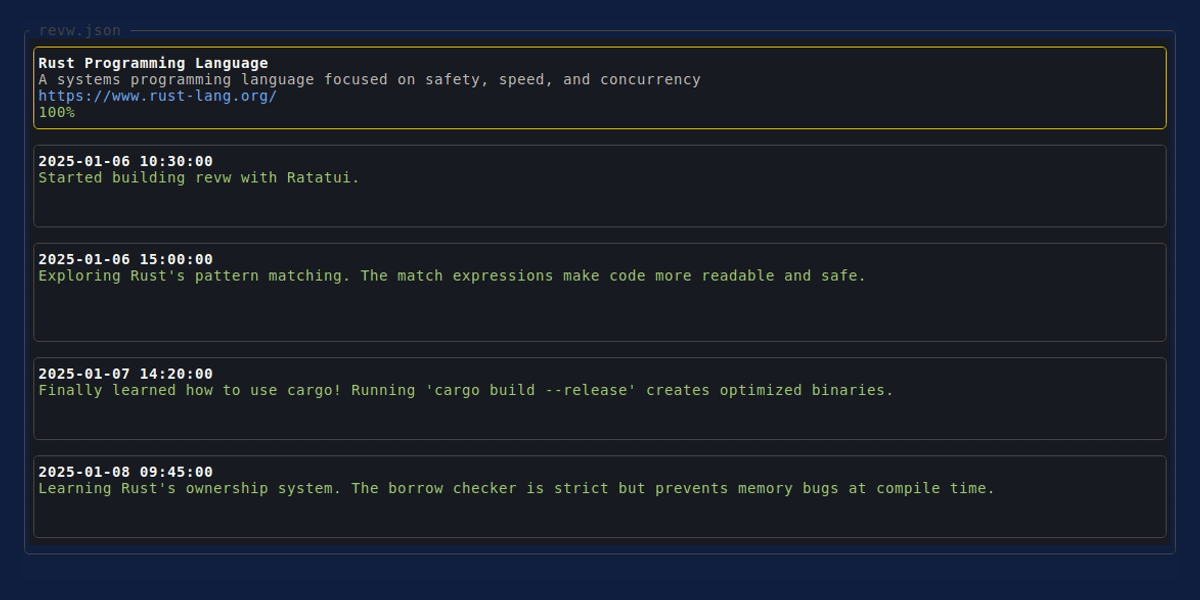 revw.json
Rust Programming Language
A systems programming language focused on safety, speed, and concurrency
https://www.rust-lang.org/
100%
2025-01-06 10:30:00
Started building revw with Ratatui.
2025-01-06 15:00:00
Exploring Rust's pattern matching. The match expressions make code more readable and safe.
2025-01-07 14:20:00
Finally learned how to use cargo! Running 'cargo build --release' creates optimized binaries.
2025-01-08 09:45:00
Learning Rust's ownership system. The borrow checker is strict but prevents memory bugs at compile time.